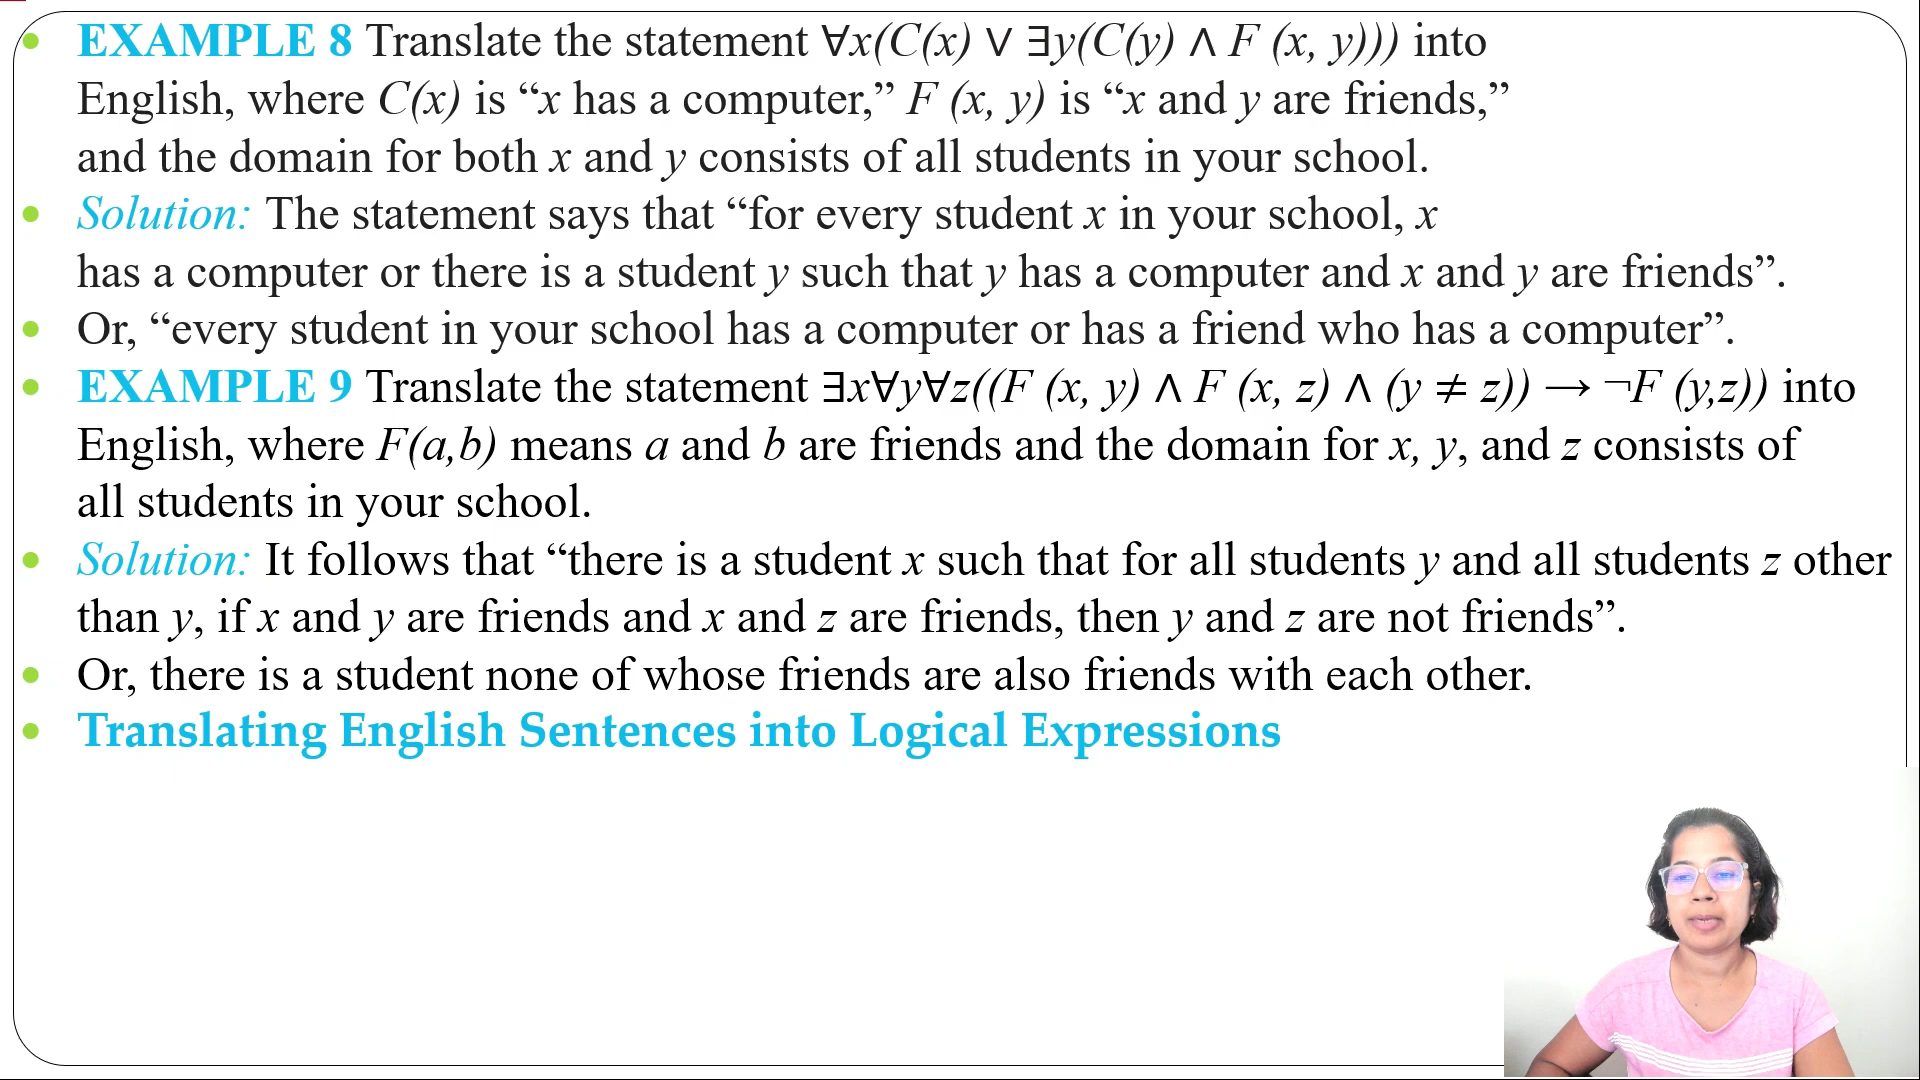 EXAMPLE 8 Translate the statement ∀x(C(x) ∨ ∃y(C(y) ∧ F (x, y))) into
English, where C(x) is “x has a computer,” F (x, y) is “x and y are friends,”
and the domain for both x and y consists of all students in your school.
Solution: The statement says that “for every student x in your school, x
has a computer or there is a student y such that y has a computer and x and y are friends”.
Or, “every student in your school has a computer or has a friend who has a computer”.
EXAMPLE 9 Translate the statement ∃x∀y∀z((F (x, y) ∧ F (x, z) ∧ (y ≠ z)) → ¬F (y,z)) into
English, where F(a,b) means a and b are friends and the domain for x, y, and z consists of
all students in your school.
Solution: It follows that “there is a student x such that for all students y and all students z other
than y, if x and y are friends and x and z are friends, then y and z are not friends”.
Or, there is a student none of whose friends are also friends with each other.
Translating English Sentences into Logical Expressions